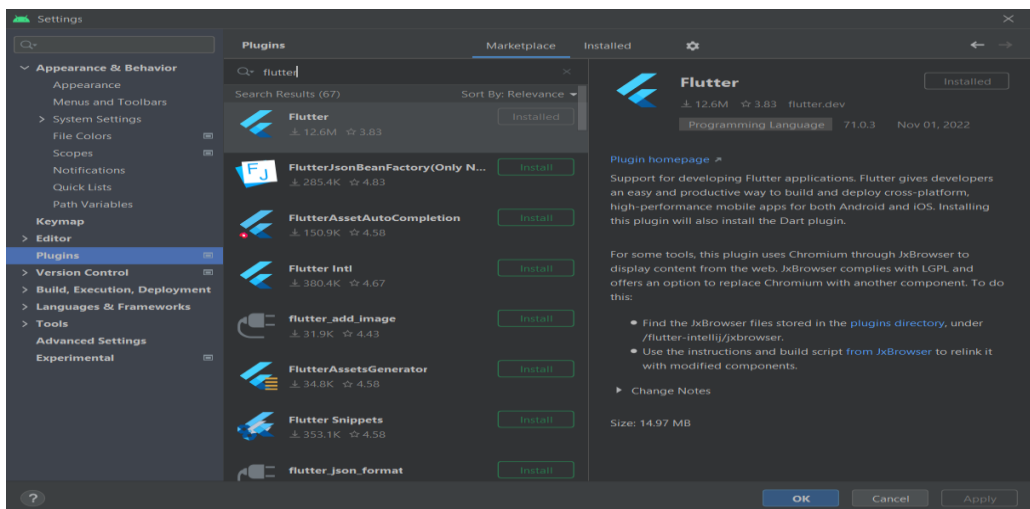 Settings
Appearance & Behavior
Appearance
Menus and Toolbars
System Settings
File Colors
Scopes
Notifications
Quick Lists
Path Variables
Keymap
Editor
Plugins
Version Control
Build, Execution, Deployment
Languages & Frameworks
Tools
Advanced Settings
Experimental
Plugins
Marketplace
Installed
flutter
Search Results (67)
Sort By: Relevance
Flutter
12.6M 3.83
Installed
FlutterJsonBeanFactory(Only N...
285.4K 4.83
Install
FlutterAssetAutoCompletion
150.9K 4.58
Install
Flutter Intl
380.4K 4.67
Install
flutter_add_image
31.9K 4.43
Install
FlutterAssetsGenerator
34.8K 4.58
Install
Flutter Snippets
353.1K 4.58
Install
flutter_json_format
Install
FJ
Flutter
Installed
12.6M 3.83 flutter.dev
Programming Language 71.0.3 Nov 01, 2022
Plugin homepage
Support for developing Flutter applications. Flutter gives developers
an easy and productive way to build and deploy cross-platform,
high-performance mobile apps for both Android and iOS. Installing
this plugin will also install the Dart plugin.
For some tools, this plugin uses Chromium through JxBrowser to
display content from the web. JxBrowser complies with LGPL and
offers an option to replace Chromium with another component. To do
this:
Find the JxBrowser files stored in the plugins directory, under
/flutter-intellij/jxbrowser.
Use the instructions and build script from JxBrowser to relink it
with modified components.
Change Notes
Size: 14.97 MB
?
OK
Cancel
Apply